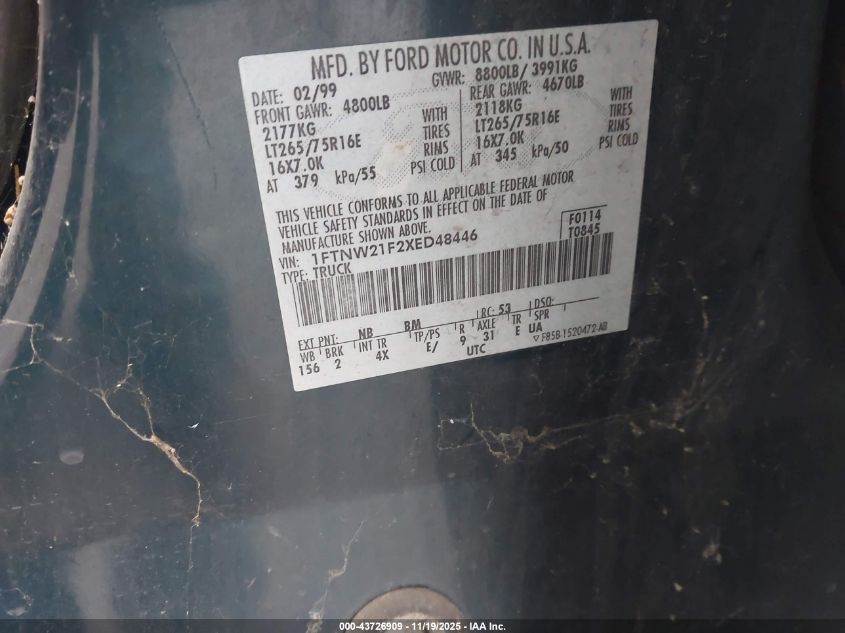 MFD. BY FORD MOTOR CO. IN U.S.A.
DATE: 02/99 GVWR: 8800LB/ 3991KG
FRONT GAWR: 4800LB REAR GAWR: 4670LB
2177KG WITH 2118KG WITH
LT265/75R16E TIRES LT265/75R16E TIRES
16X7.0K RIMS 16X7.0K RIMS
AT 379 kPa/55 PSI COLD AT 345 kPa/50 PSI COLD
THIS VEHICLE CONFORMS TO ALL APPLICABLE FEDERAL MOTOR
VEHICLE SAFETY STANDARDS IN EFFECT ON THE DATE OF
MANUFACTURE SHOWN ABOVE.
VIN: 1FTNW21F2XED48446
TYPE: TRUCK
F0114
T0845
EXT PNT: NB BM RC: 53 DSO:
WB BRK INT TR TP/PS R AXLE TR SPR
156 2 4X E/ 9 31 E UA
UTC
▽ F85B-1520472-AB
000-43726909 - 11/19/2025 - IAA Inc.